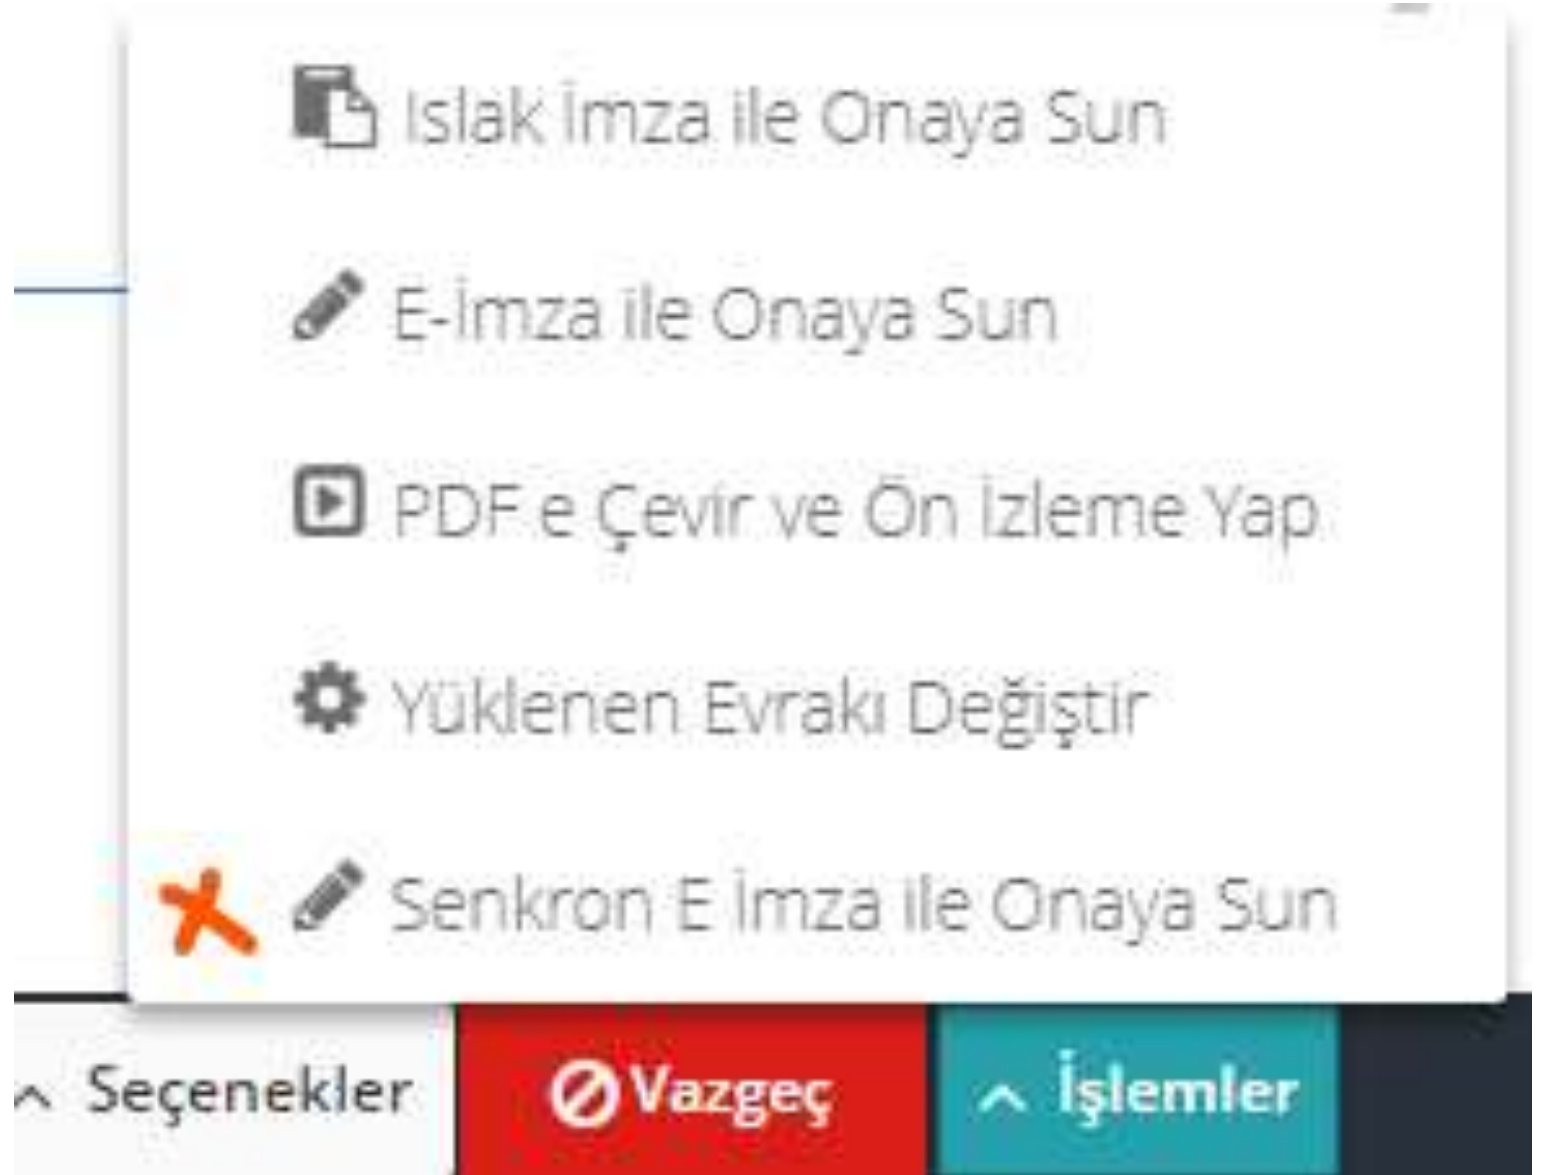 Islak İmza ile Onaya Sun
E-İmza ile Onaya Sun
PDF e Çevir ve Ön İzleme Yap
Yüklenen Evrakı Değiştir
Senkron E İmza ile Onaya Sun
Seçenekler
Vazgeç
İşlemler